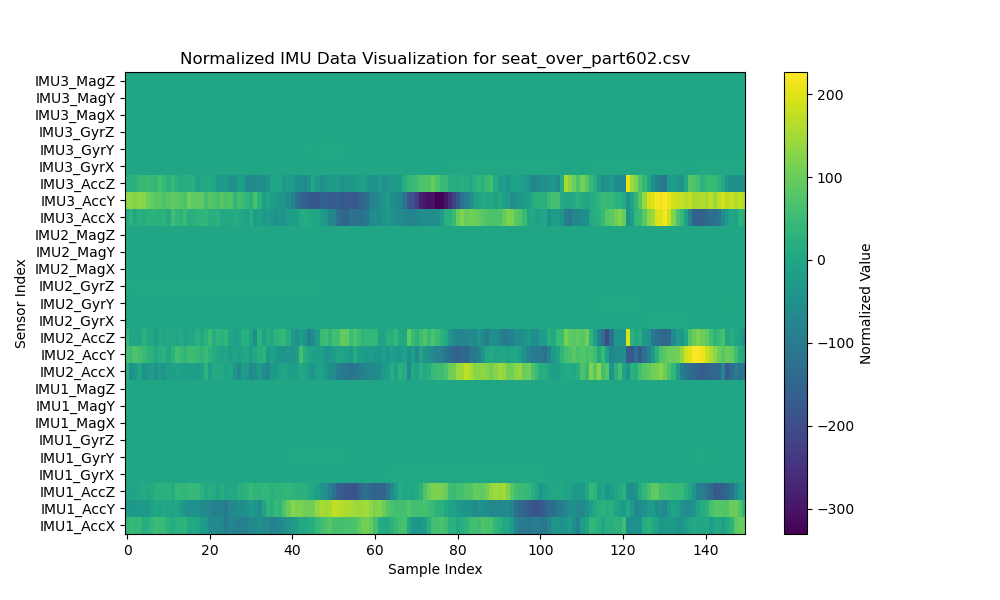 Normalized IMU Data Visualization for seat_over_part602.csv
IMU3_MagZ
IMU3_MagY
IMU3_MagX
IMU3_GyrZ
IMU3_GyrY
IMU3_GyrX
IMU3_AccZ
IMU3_AccY
IMU3_AccX
IMU2_MagZ
IMU2_MagY
IMU2_MagX
IMU2_GyrZ
IMU2_GyrY
IMU2_GyrX
IMU2_AccZ
IMU2_AccY
IMU2_AccX
IMU1_MagZ
IMU1_MagY
IMU1_MagX
IMU1_GyrZ
IMU1_GyrY
IMU1_GyrX
IMU1_AccZ
IMU1_AccY
IMU1_AccX
Sensor Index
0 20 40 60 80 100 120 140
Sample Index
200
100
0
−100
−200
−300
Normalized Value